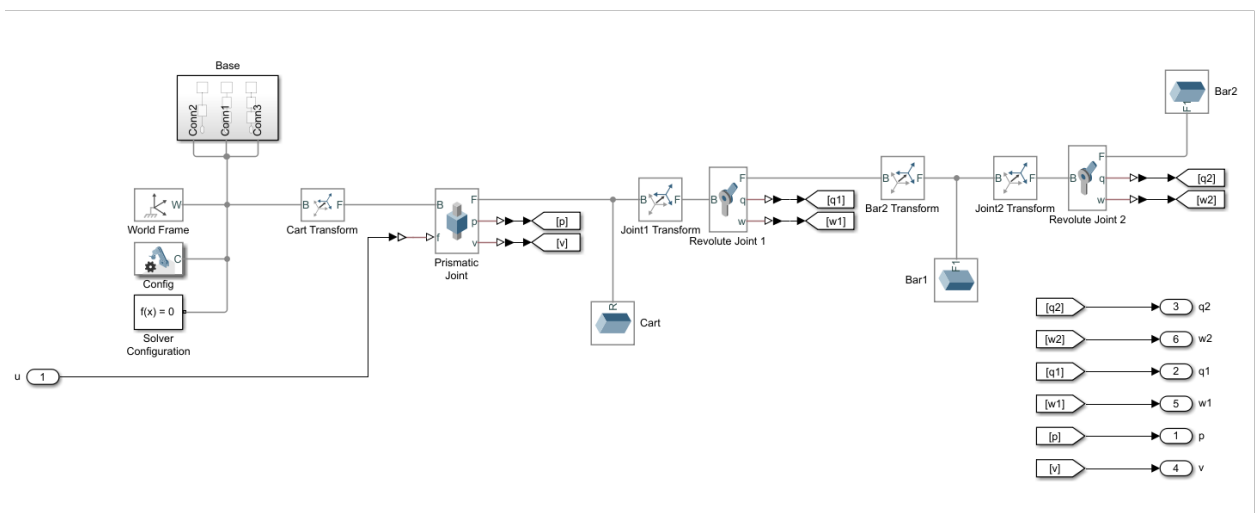 Base
Conn2
Conn1
Conn3
W
World Frame
C
Config
f(x) = 0
Solver
Configuration
u
1
B
F
Cart Transform
B
F
p
f
v
Prismatic
Joint
[p]
[v]
R
Cart
B
F
Joint1 Transform
B
F
q
w
Revolute Joint 1
[q1]
[w1]
B
F
Bar2 Transform
F1
Bar1
B
F
Joint2 Transform
B
F
q
w
Revolute Joint 2
[q2]
[w2]
F1
Bar2
[q2] 3 q2
[w2] 6 w2
[q1] 2 q1
[w1] 5 w1
[p] 1 p
[v] 4 v